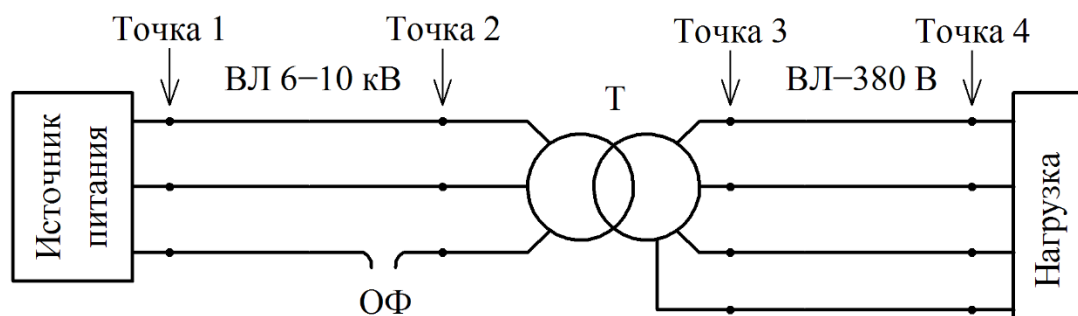 Точка 1
Точка 2
Точка 3
Точка 4
ВЛ 6−10 кВ
Т
ВЛ−380 В
Источник
питания
ОФ
Нагрузка